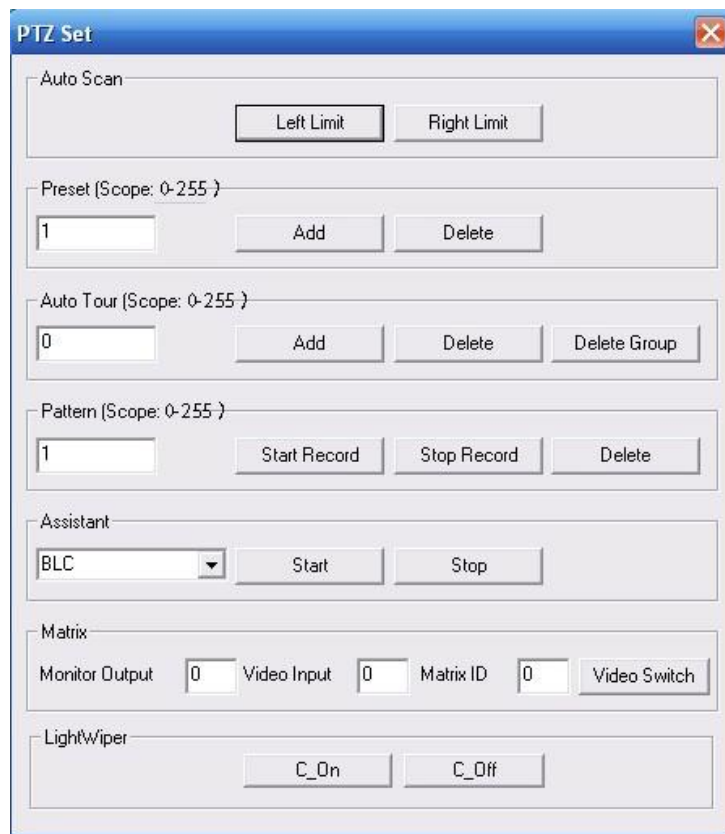 PTZ Set
Auto Scan
Left Limit Right Limit
Preset (Scope: 0-255 )
1 Add Delete
Auto Tour (Scope: 0-255 )
0 Add Delete Delete Group
Pattern (Scope: 0-255 )
1 Start Record Stop Record Delete
Assistant
BLC Start Stop
Matrix
Monitor Output 0 Video Input 0 Matrix ID 0 Video Switch
LightWiper
C_On C_Off